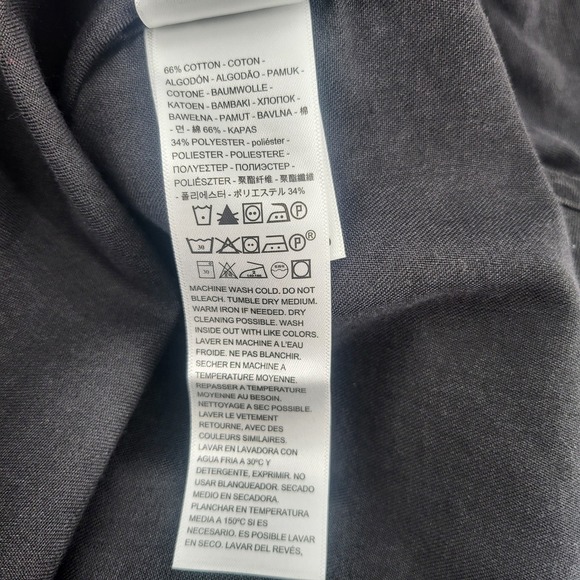 66% COTTON - COTON -
ALGODÓN - ALGODÃO - PAMUK -
COTONE - BAUMWOLLE -
KATOEN - BAMBAKI - ХЛОПОК -
BAWEŁNA - PAMUT - BAVLNA - 棉
- 면 - 綿 66% - KAPAS
34% POLYESTER - poliéster -
POLIESTER - POLIESTERE -
ПОЛУЕСТЕР - POLYESTER -
POLIÉSZTER - 聚酯纤维 - 聚酯纖維
- 폴리에스터 - ポリエステル 34%
P
30 P ®
30
MACHINE WASH COLD. DO NOT
BLEACH. TUMBLE DRY MEDIUM.
WARM IRON IF NEEDED. DRY
CLEANING POSSIBLE. WASH
INSIDE OUT WITH LIKE COLORS.
LAVER EN MACHINE A L'EAU
FROIDE. NE PAS BLANCHIR.
SECHER EN MACHINE A
TEMPERATURE MOYENNE.
REPASSER A TEMPERATURE
MOYENNE AU BESOIN.
NETTOYAGE A SEC POSSIBLE.
LAVER LE VETEMENT
RETOURNE, AVEC DES
COULEURS SIMILAIRES.
LAVAR EN LAVADORA CON
AGUA FRIA A 30ºC Y
DETERGENTE, EXPRIMIR. NO
USAR BLANQUEADOR. SECADO
MEDIO EN SECADORA.
PLANCHAR EN TEMPERATURA
MEDIA A 150ºC SI ES
NECESARIO. ES POSIBLE LAVAR
EN SECO. LAVAR DEL REVÉS,